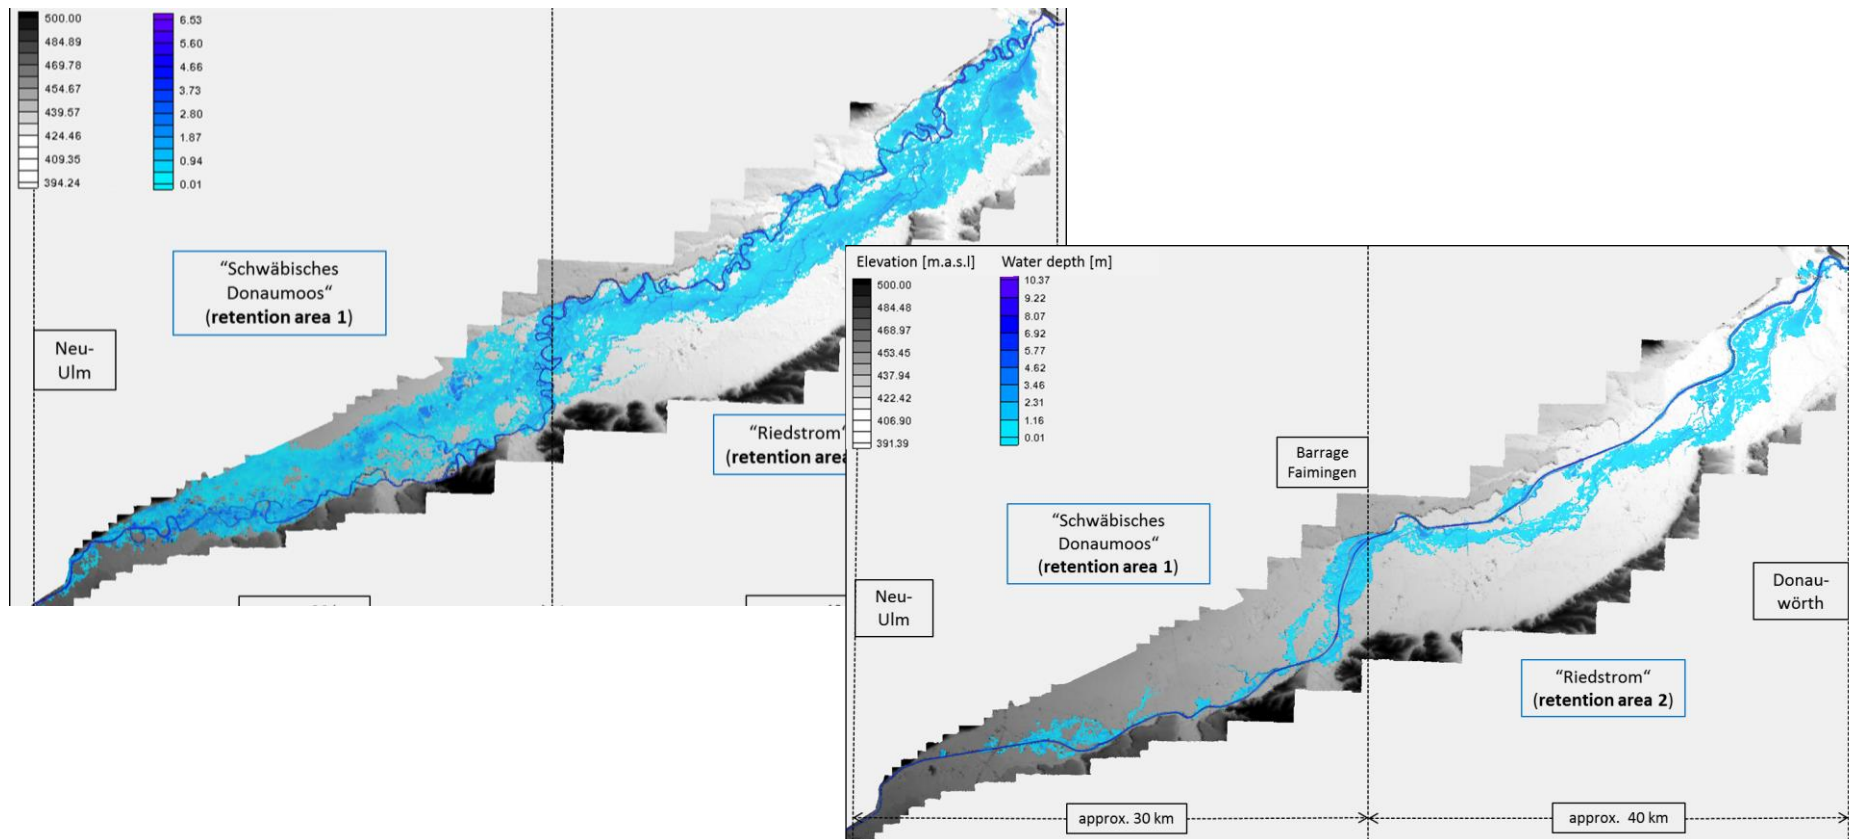 500.00
484.89
469.78
454.67
439.57
424.46
409.35
394.24
6.53
5.60
4.66
3.73
2.80
1.87
0.94
0.01
“Schwäbisches
Donaumoos“
(retention area 1)
Neu-
Ulm
“Riedstrom“
(retention area
Elevation [m.a.s.l]
500.00
484.48
468.97
453.45
437.94
422.42
406.90
391.39
Water depth [m]
10.37
9.22
8.07
6.92
5.77
4.62
3.46
2.31
1.16
0.01
Barrage
Faimingen
“Schwäbisches
Donaumoos“
(retention area 1)
Neu-
Ulm
Donau-
wörth
“Riedstrom“
(retention area 2)
approx. 30 km
approx. 40 km